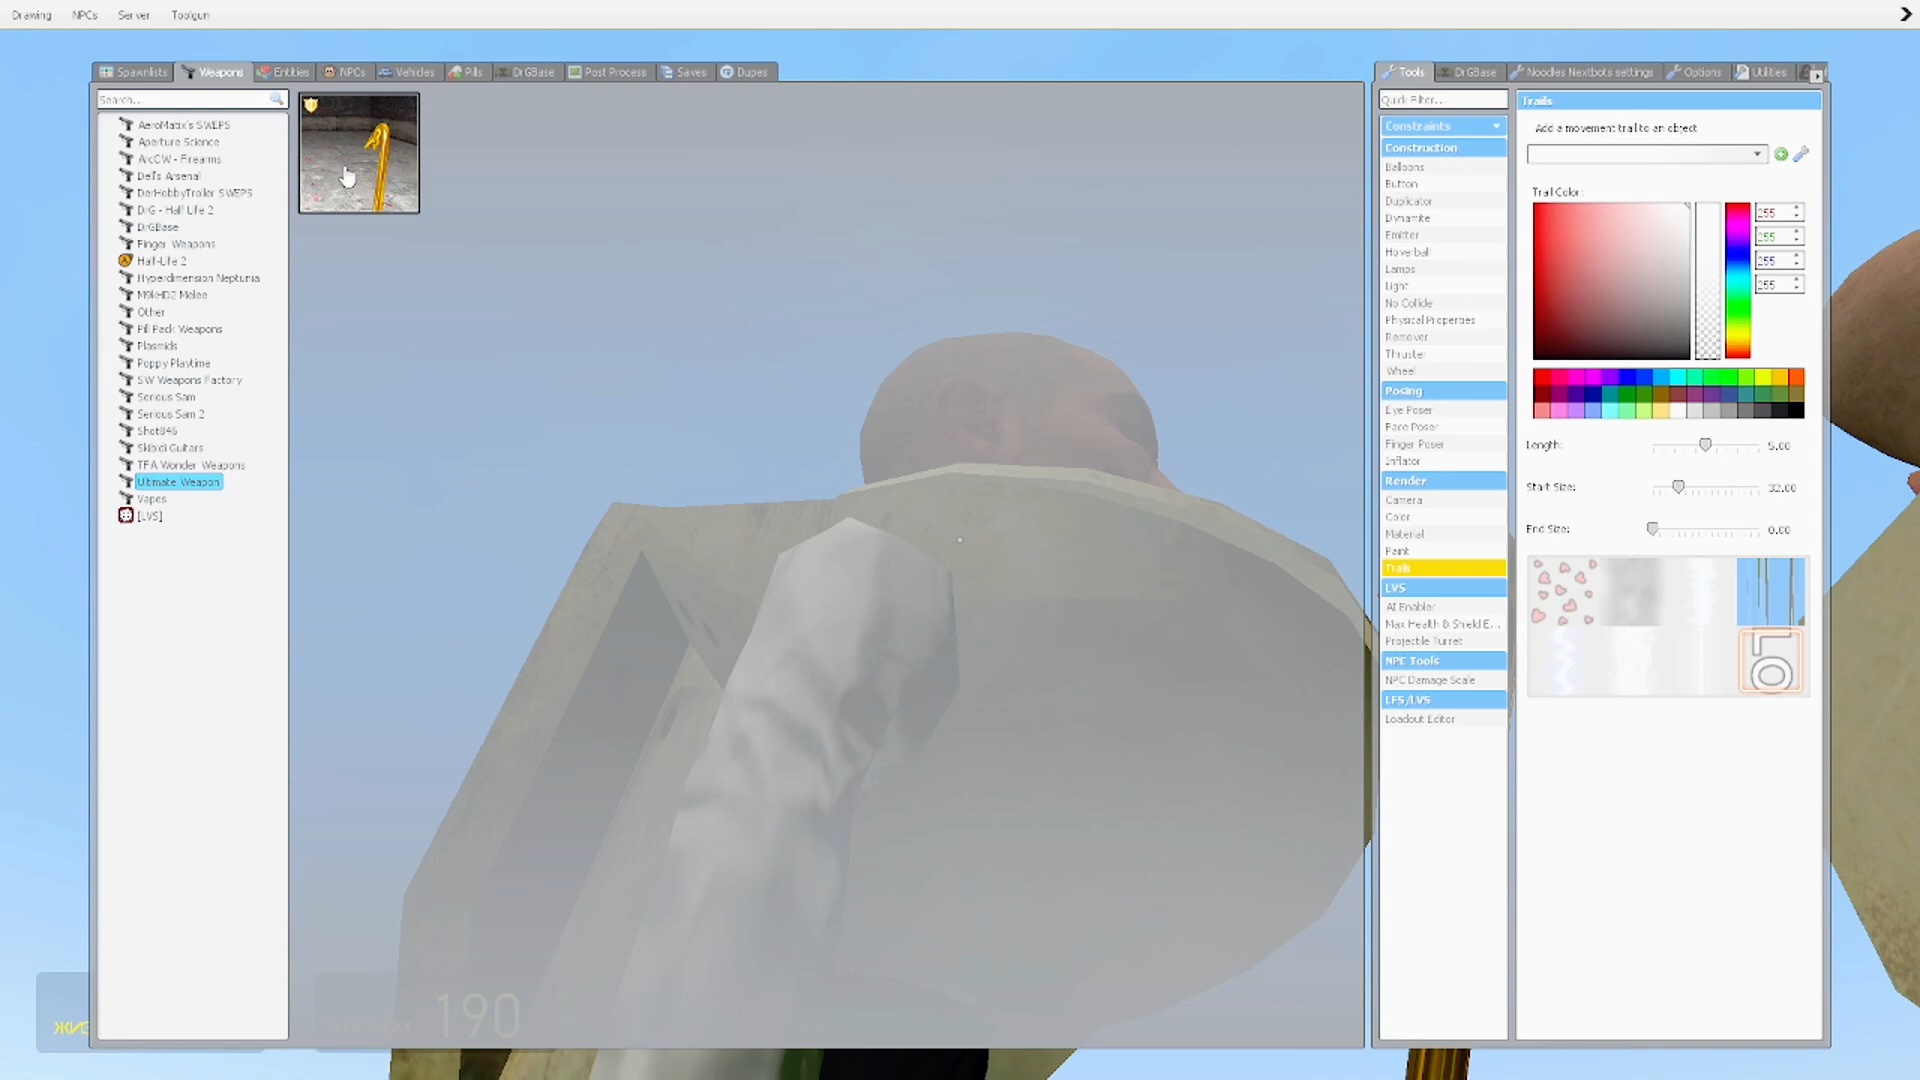 Drawing NPCs Server Toolgun
Spawnlists Weapons Entities NPCs Vehicles Pills DrGBase Post Process Saves Dupes
Search...
AeroMatix's SWEPS
Aperture Science
ArcCW - Firearms
Dell's Arsenal
DerHobbyTroller SWEPS
DrG - Half Life 2
DrGBase
Finger Weapons
Half-Life 2
Hyperdimension Neptunia
M9kHD2 Melee
Other
Pill Pack Weapons
Plasmids
Poppy Playtime
SW Weapons Factory
Serious Sam
Serious Sam 2
Shot846
Skibidi Guitars
TFA Wonder Weapons
Ultimate Weapon
Vapes
[LVS]
190
Tools DrGBase Noodles Nextbots settings Options Utilities
Quick Filter...
Constraints
Construction
Balloons
Button
Duplicator
Dynamite
Emitter
Hoverball
Lamps
Light
No Collide
Physical Properties
Remover
Thruster
Wheel
Posing
Eye Poser
Face Poser
Finger Poser
Inflator
Render
Camera
Color
Material
Paint
Trails
LVS
AI Enabler
Max Health & Shield E...
Projectile Turret
NPC Tools
NPC Damage Scale
LFS/LVS
Loadout Editor
Trails
Add a movement trail to an object
Trail Color:
255
255
255
255
Length: 5.00
Start Size: 32.00
End Size: 0.00